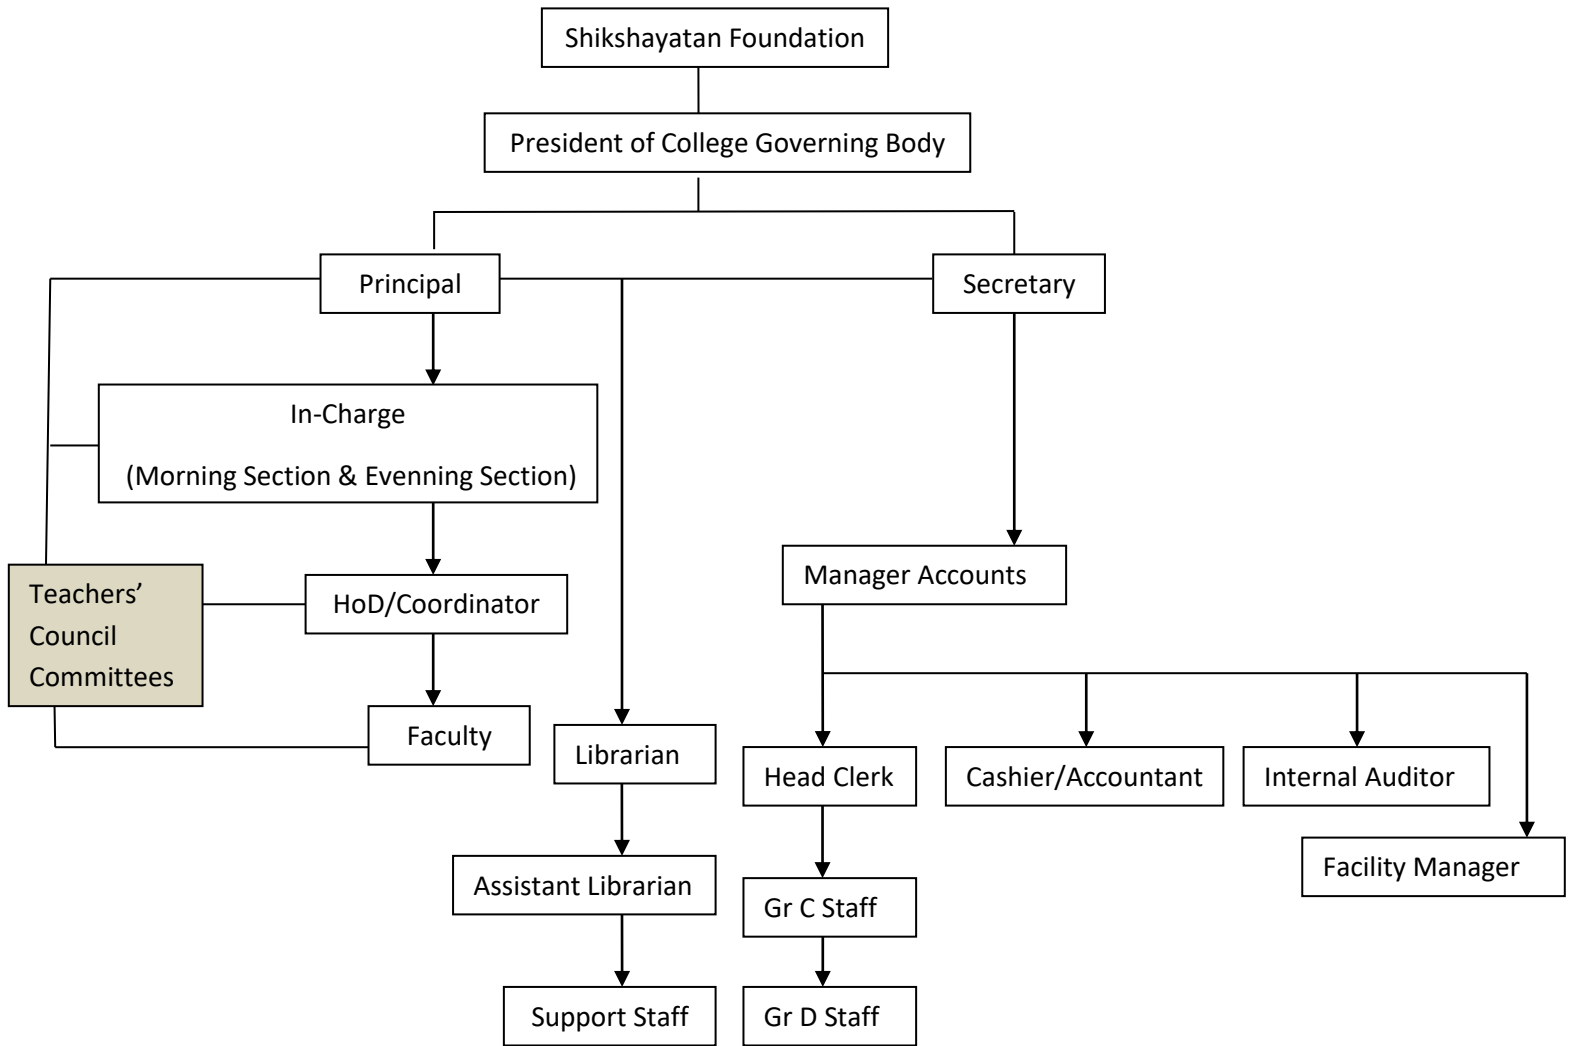 Shikshayatan Foundation
President of College Governing Body
Principal
Secretary
In-Charge
(Morning Section & Evenning Section)
Manager Accounts
Teachers’
Council
Committees
HoD/Coordinator
Faculty
Librarian
Head Clerk
Cashier/Accountant
Internal Auditor
Facility Manager
Assistant Librarian
Gr C Staff
Support Staff
Gr D Staff